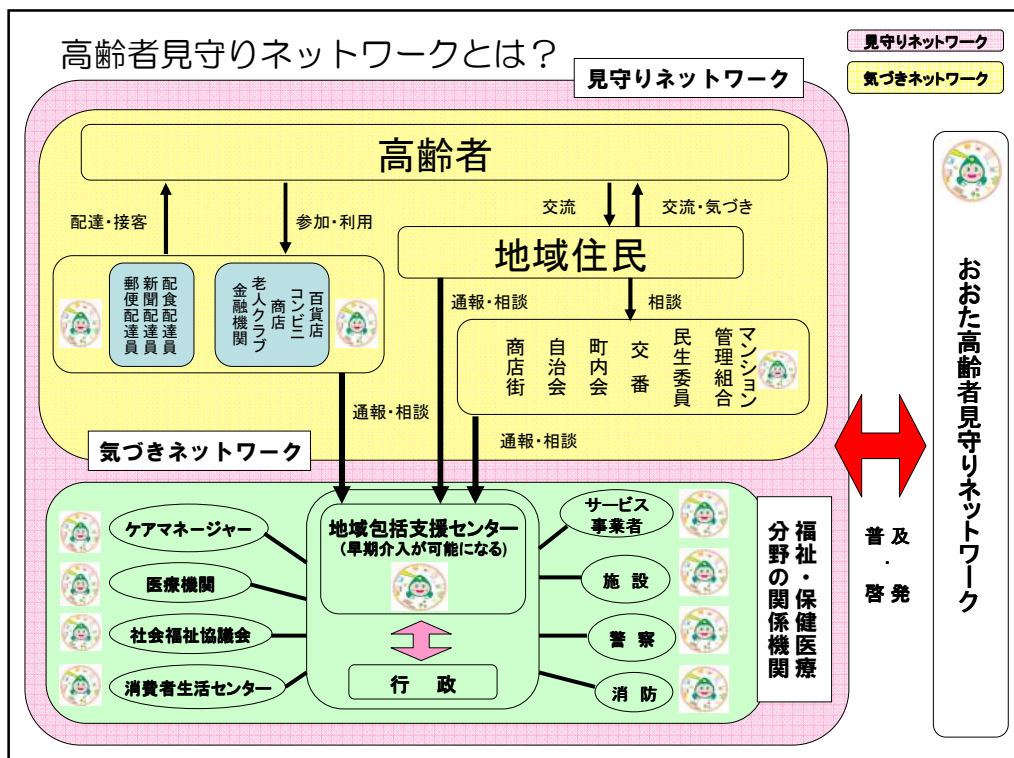 高齢者見守りネットワークとは？
見守りネットワーク
気づきネットワーク
見守りネットワーク
高齢者
配達・接客
参加・利用
交流
交流・気づき
地域住民
配食配達員
新聞配達員
郵便配達員
百貨店
コンビニ
商店
老人クラブ
金融機関
通報・相談
相談
マンション
管理組合
民生委員
交番
町内会
自治会
商店街
通報・相談
通報・相談
気づきネットワーク
地域包括支援センター
(早期介入が可能になる)
行　政
ケアマネージャー
医療機関
社会福祉協議会
消費者生活センター
サービス
事業者
施　設
警　察
消　防
福祉・保健医療
分野の関係機関
普及
・
啓発
おおた高齢者見守りネットワーク